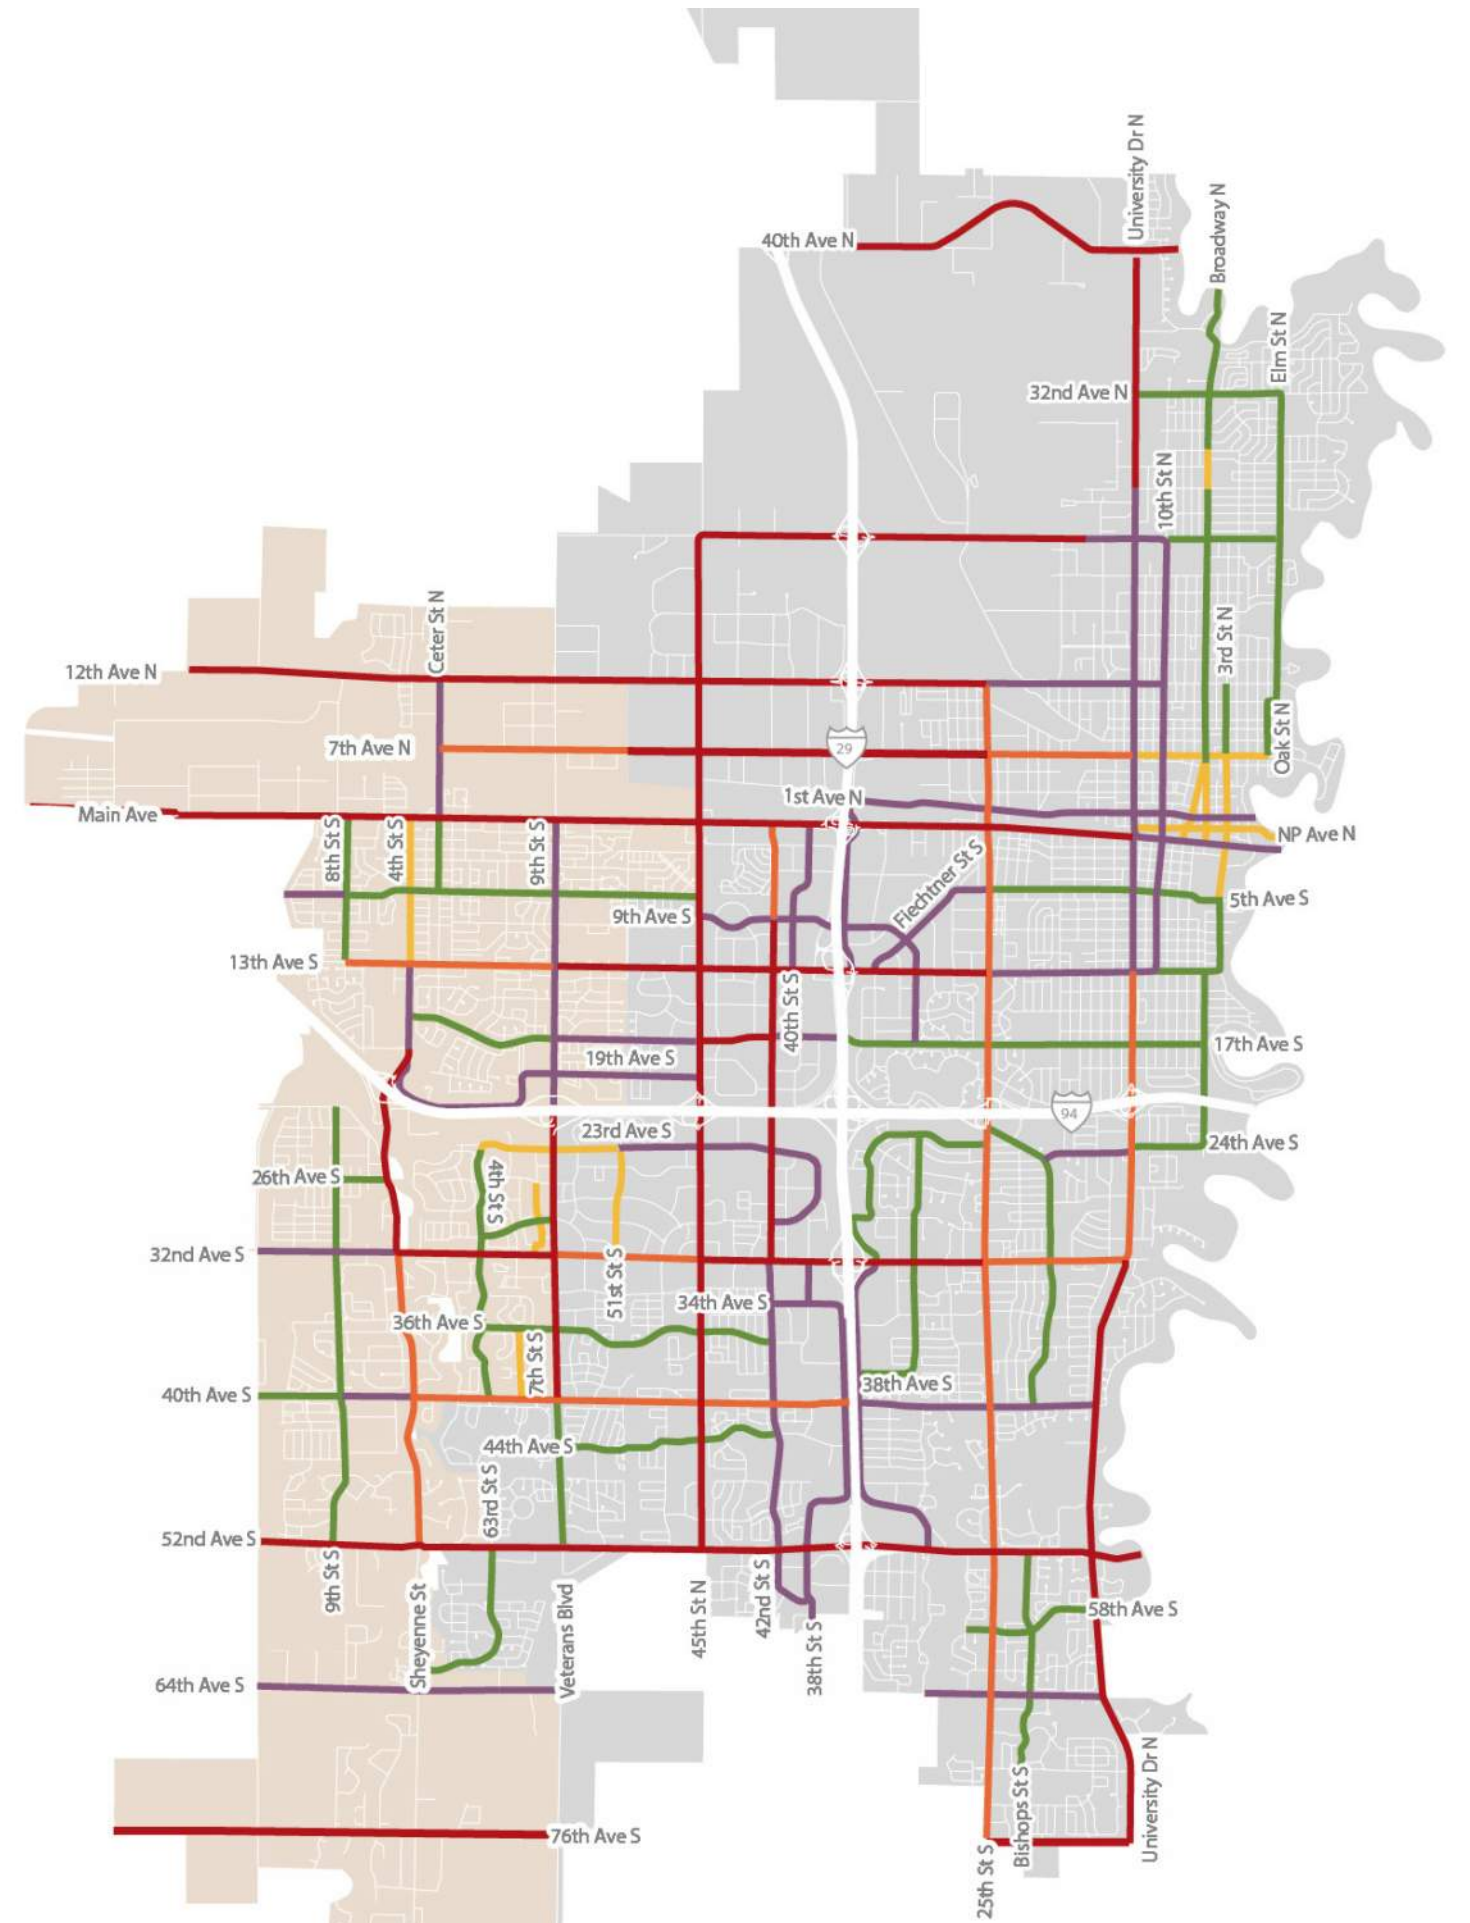 University Dr N
Broadway N
40th Ave N
Elm St N
32nd Ave N
10th St N
Ceter St N
3rd St N
12th Ave N
Oak St N
7th Ave N
29
1st Ave N
Main Ave
NP Ave N
8th St S
4th St S
9th St S
Fiechtner St S
5th Ave S
9th Ave S
13th Ave S
40th St S
17th Ave S
19th Ave S
94
23rd Ave S
24th Ave S
26th Ave S
4th St S
32nd Ave S
51st St S
34th Ave S
36th Ave S
7th St S
38th Ave S
40th Ave S
44th Ave S
63rd St S
52nd Ave S
9th St S
Sheyenne St
Veterans Blvd
45th St N
42nd St S
38th St S
58th Ave S
64th Ave S
University Dr N
Bishops St S
76th Ave S
25th St S